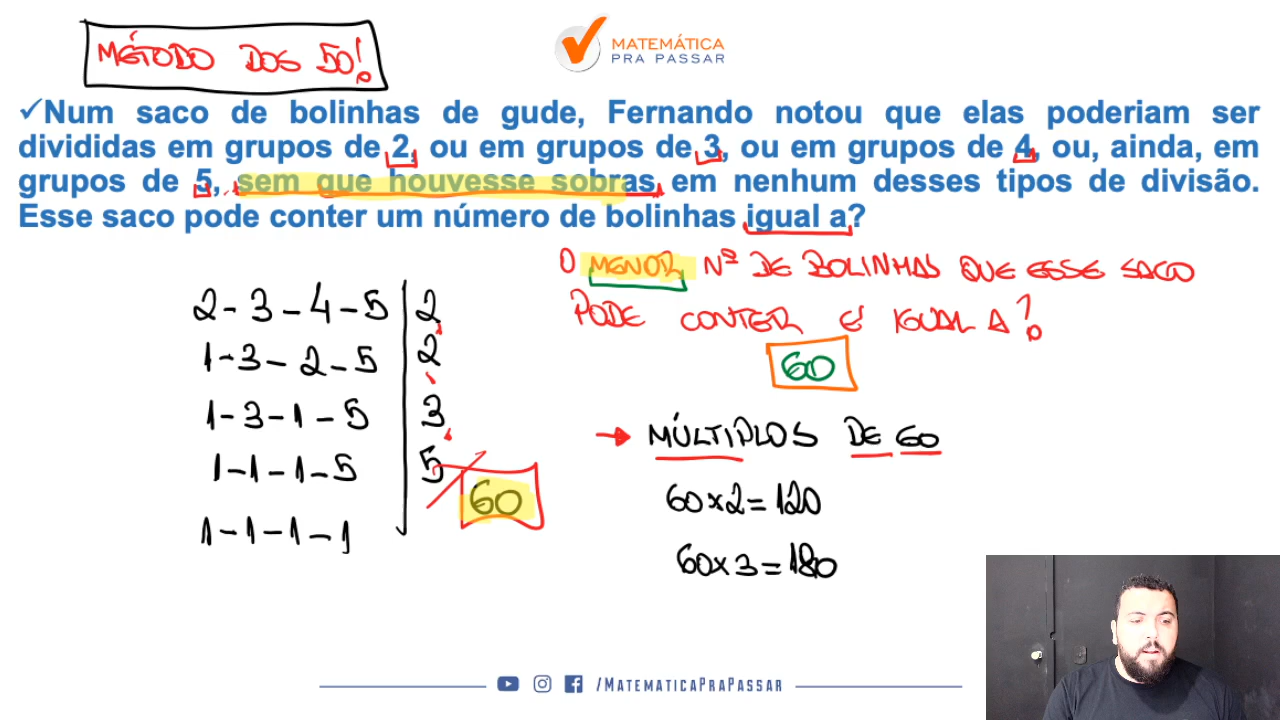 MÉTODO DOS 50!
MATEMÁTICA
PRA PASSAR
✓Num saco de bolinhas de gude, Fernando notou que elas poderiam ser
divididas em grupos de 2, ou em grupos de 3, ou em grupos de 4, ou, ainda, em
grupos de 5, sem que houvesse sobras, em nenhum desses tipos de divisão.
Esse saco pode conter um número de bolinhas igual a?
O MENOR Nº DE BOLINHAS QUE ESSE SACO
PODE CONTER É IGUAL A?
60
2 - 3 - 4 - 5 | 2
1 - 3 - 2 - 5 | 2
1 - 3 - 1 - 5 | 3
1 - 1 - 1 - 5 | 5
60
1 - 1 - 1 - 1
→ MÚLTIPLOS DE 60
60 x 2 = 120
60 x 3 = 180
/MATEMATICAPRAPASSAR